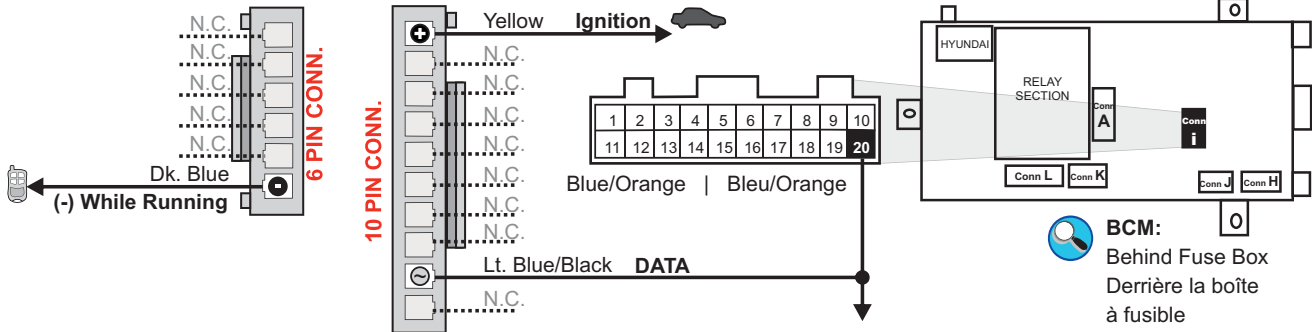 N.C.
N.C.
N.C.
N.C.
N.C.
Dk. Blue
(-) While Running
6 PIN CONN.
10 PIN CONN.
Yellow Ignition
N.C.
N.C.
N.C.
N.C.
N.C.
N.C.
N.C.
Lt. Blue/Black DATA
N.C.
1 2 3 4 5 6 7 8 9 10
11 12 13 14 15 16 17 18 19 20
Blue/Orange | Bleu/Orange
HYUNDAI
RELAY
SECTION
Conn
A
Conn
i
Conn L
Conn K
Conn J
Conn H
BCM:
Behind Fuse Box
Derrière la boîte
à fusible